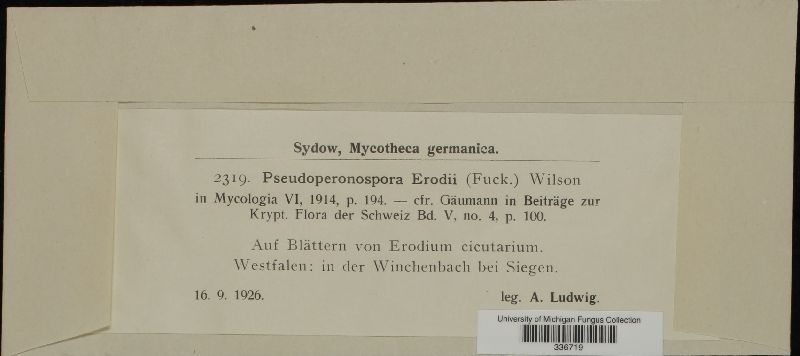 Sydow, Mycotheca germanica.
2319. Pseudoperonospora Erodii (Fuck.) Wilson
in Mycologia VI, 1914, p. 194. — cfr. Gäumann in Beiträge zur
Krypt. Flora der Schweiz Bd. V, no. 4, p. 100.
Auf Blättern von Erodium cicutarium.
Westfalen: in der Winchenbach bei Siegen.
16. 9. 1926. leg. A. Ludwig.
University of Michigan Fungus Collection
336719